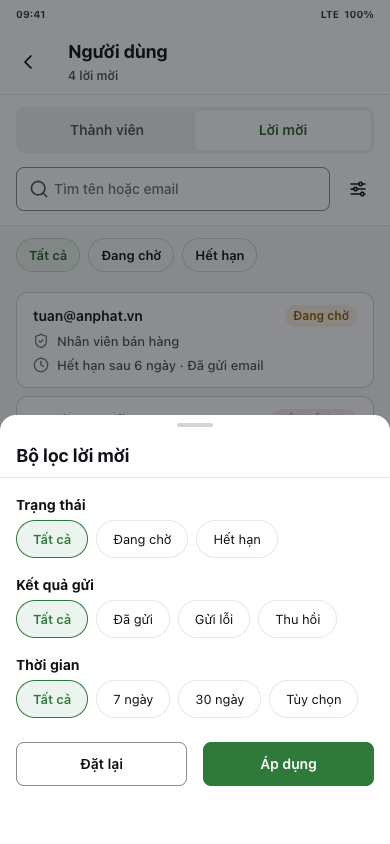 09:41
LTE 100%
Người dùng
4 lời mời
Thành viên
Lời mời
Tìm tên hoặc email
Tất cả
Đang chờ
Hết hạn
tuan@anphat.vn
Đang chờ
Nhân viên bán hàng
Hết hạn sau 6 ngày · Đã gửi email
Bộ lọc lời mời
Trạng thái
Tất cả
Đang chờ
Hết hạn
Kết quả gửi
Tất cả
Đã gửi
Gửi lỗi
Thu hồi
Thời gian
Tất cả
7 ngày
30 ngày
Tùy chọn
Đặt lại
Áp dụng